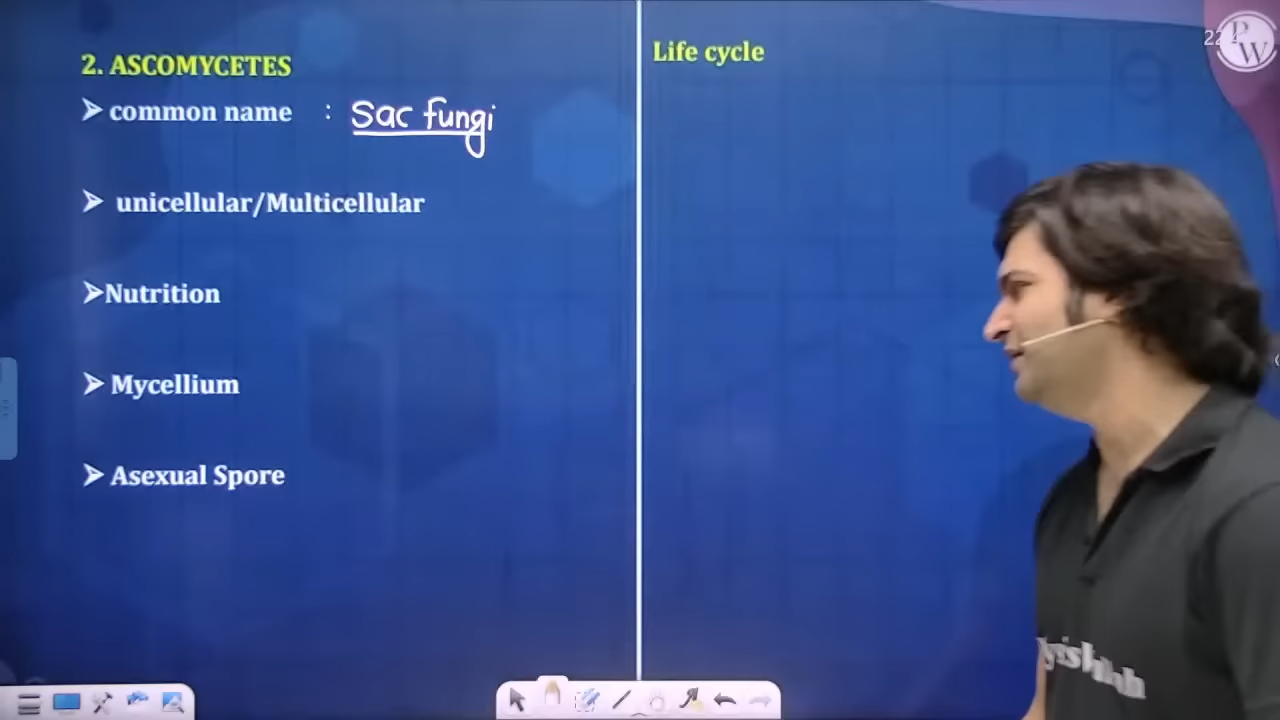 2. ASCOMYCETES
➢ common name : Sac fungi
➢ unicellular/Multicellular
➢Nutrition
➢ Mycellium
➢ Asexual Spore
Life cycle
PW